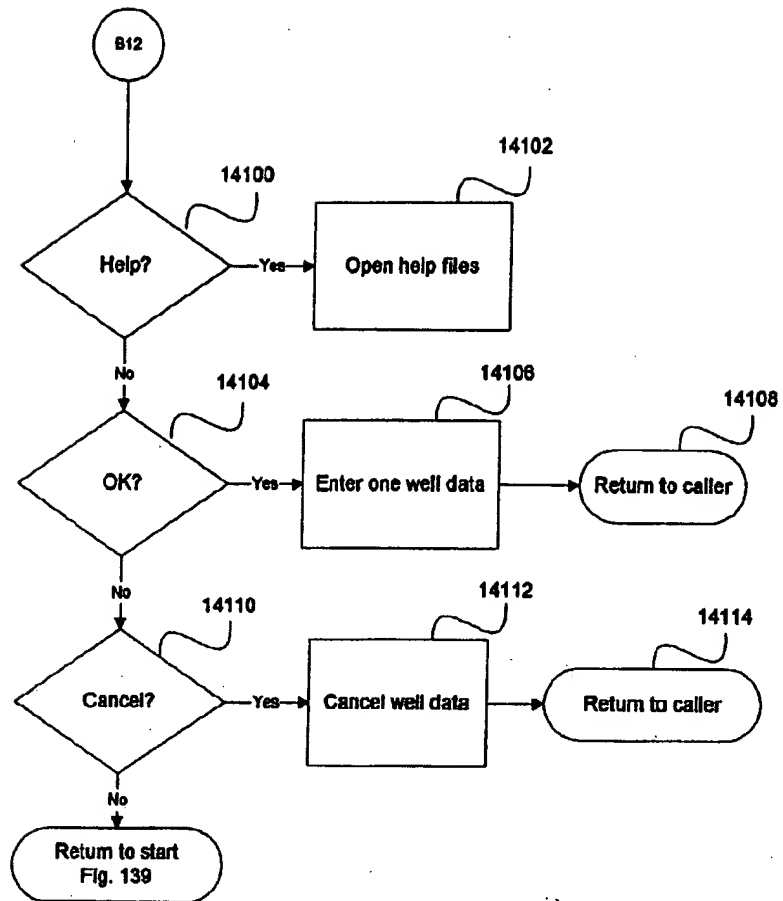 B12
14100
14102
Help?
Yes
Open help files
No
14104
14106
14108
OK?
Yes
Enter one well data
Return to caller
No
14110
14112
14114
Cancel?
Yes
Cancel well data
Return to caller
No
Return to start
Fig. 139